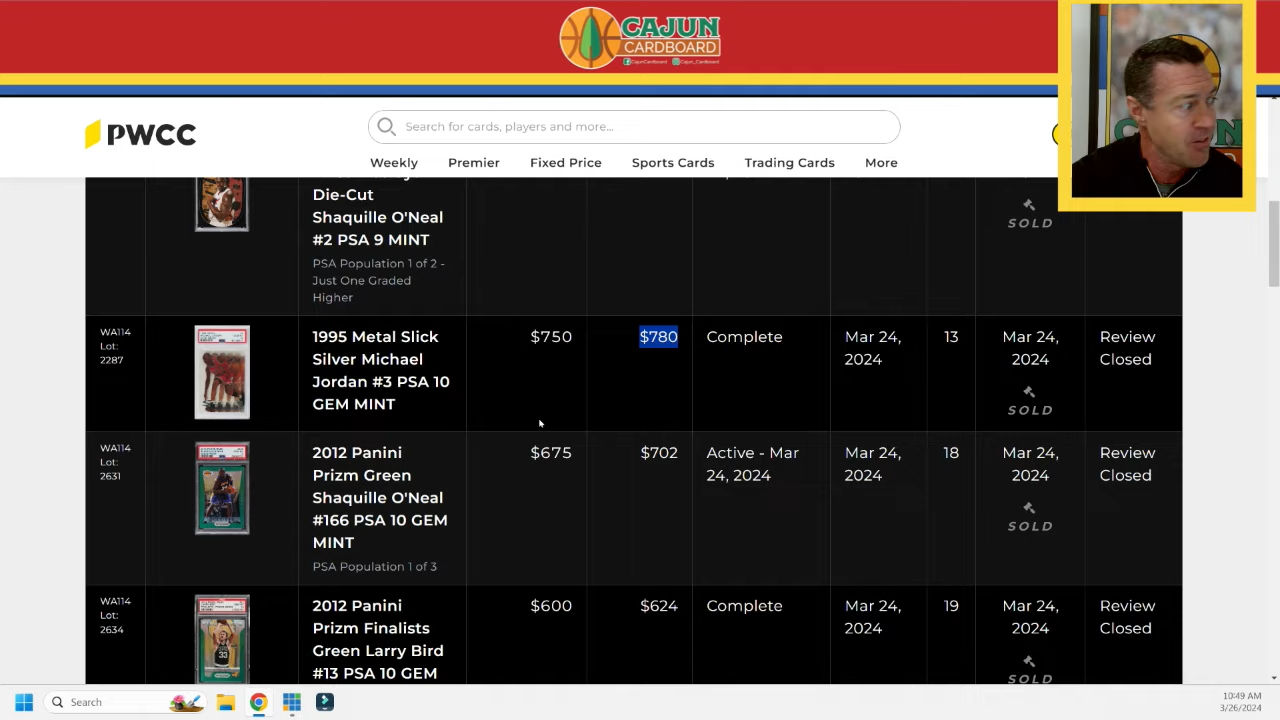 CAJUN
CARDBOARD
CajunCardboard Cajun_Cardboard
PWCC
Search for cards, players and more...
Weekly Premier Fixed Price Sports Cards Trading Cards More
Die-Cut
Shaquille O'Neal
#2 PSA 9 MINT
PSA Population 1 of 2 -
Just One Graded
Higher
SOLD
WA114
Lot:
2287
1995 Metal Slick
Silver Michael
Jordan #3 PSA 10
GEM MINT
$750
$780
Complete
Mar 24,
2024
13
Mar 24,
2024
SOLD
Review
Closed
WA114
Lot:
2631
2012 Panini
Prizm Green
Shaquille O'Neal
#166 PSA 10 GEM
MINT
PSA Population 1 of 3
$675
$702
Active - Mar
24, 2024
Mar 24,
2024
18
Mar 24,
2024
SOLD
Review
Closed
WA114
Lot:
2634
2012 Panini
Prizm Finalists
Green Larry Bird
#13 PSA 10 GEM
$600
$624
Complete
Mar 24,
2024
19
Mar 24,
2024
SOLD
Review
Closed
Search
10:49 AM
3/26/2024